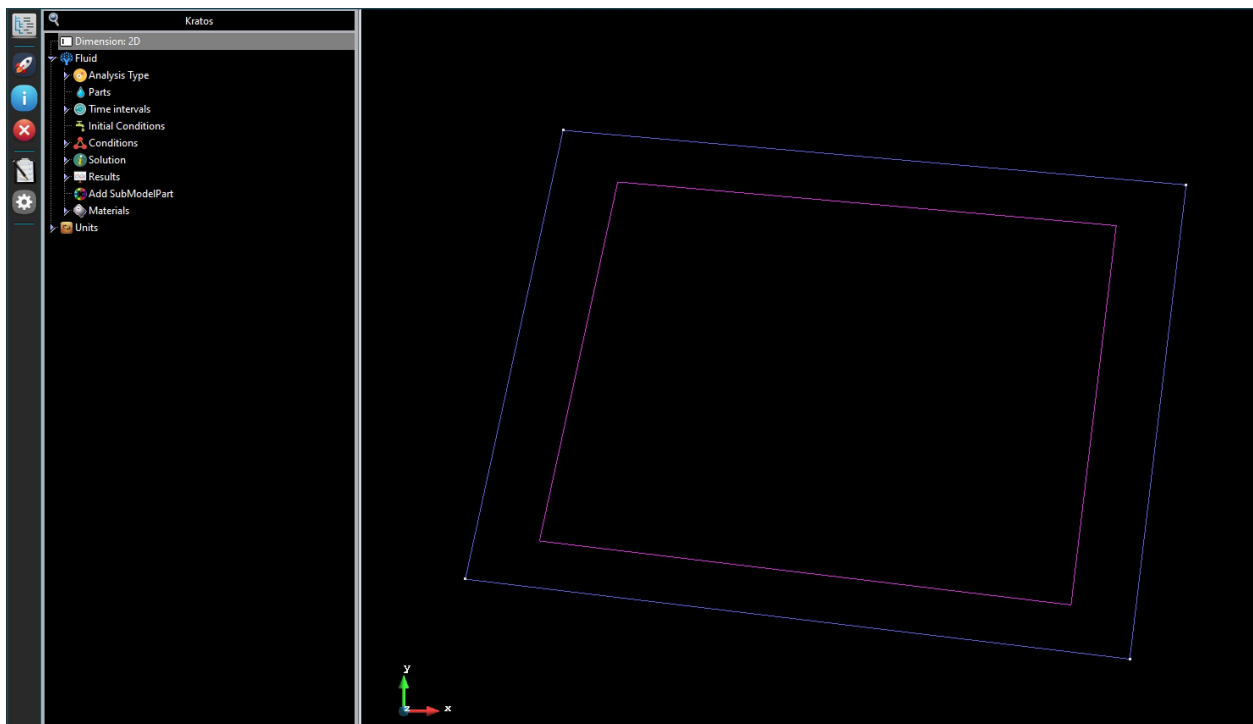 Kratos
Dimension: 2D
Fluid
Analysis Type
Parts
Time intervals
Initial Conditions
Conditions
Solution
Results
Add SubModelPart
Materials
Units
y
z
x